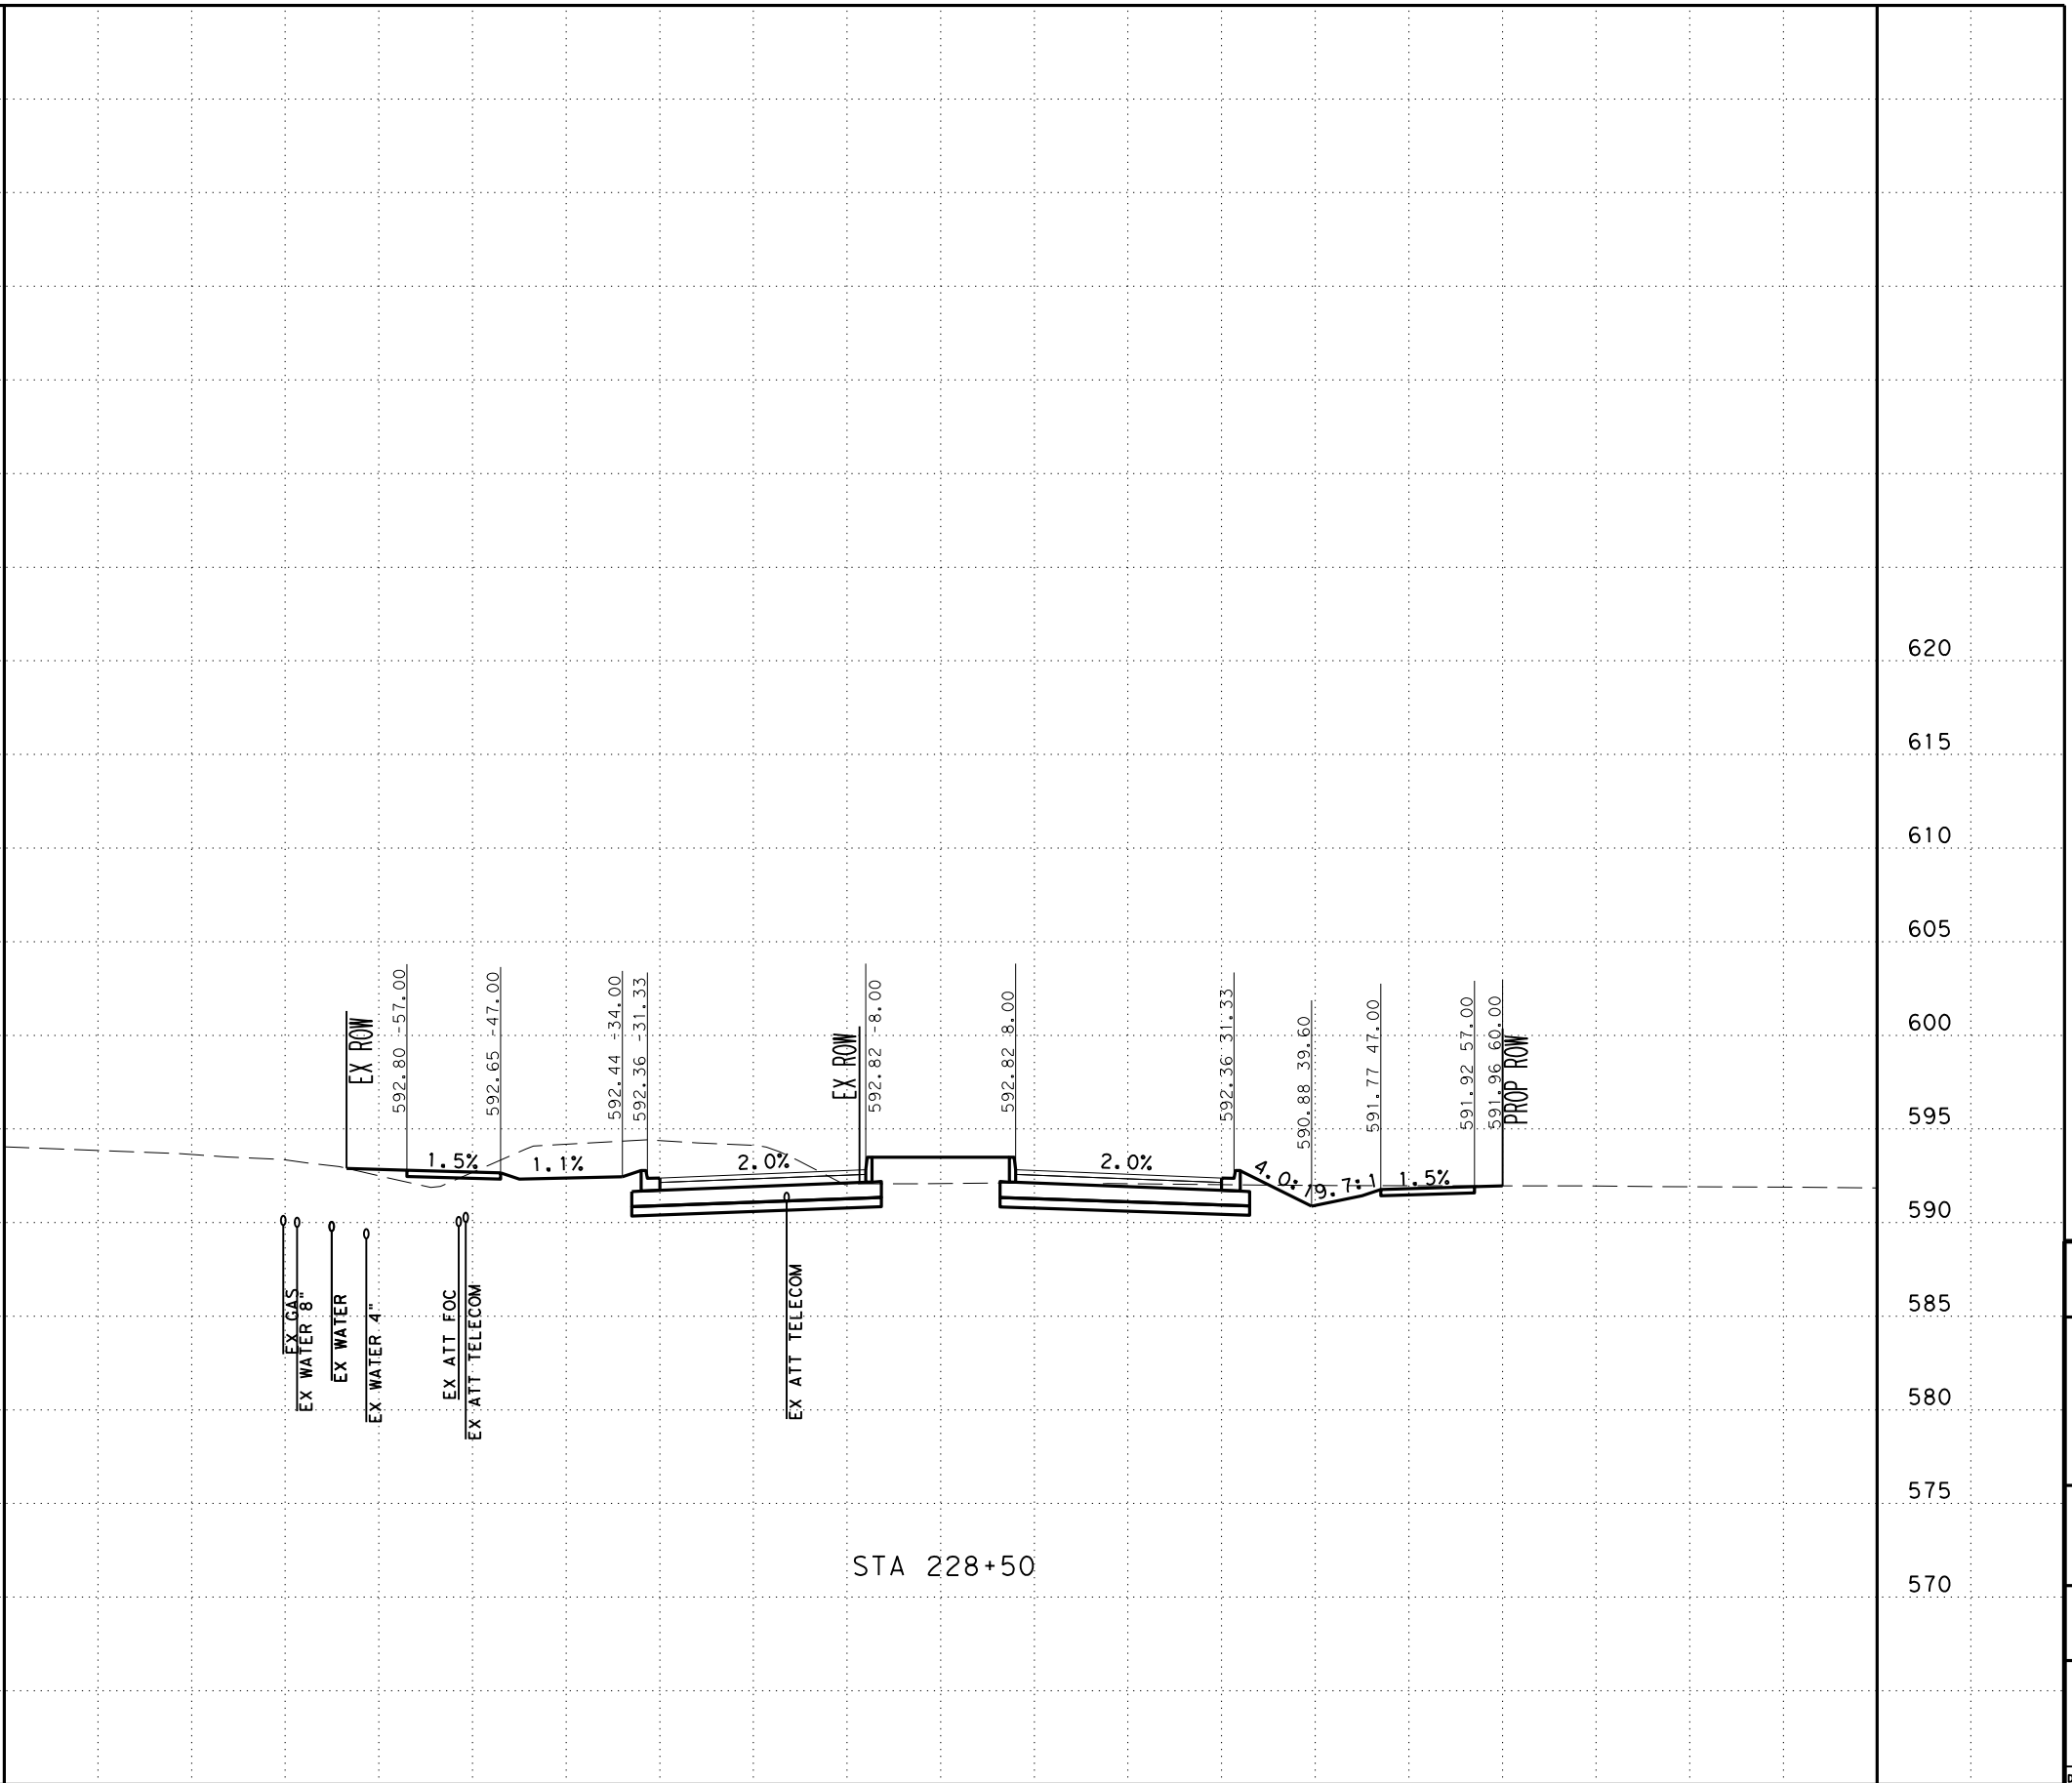 620
615
610
605
600
595
590
585
580
575
570
EX ROW
592.80 -57.00
592.65 -47.00
592.44 -34.00
592.36 -31.33
EX ROW
592.82 -8.00
592.82 8.00
592.36 31.33
590.88 39.60
591.77 47.00
591.92 57.00
591.96 60.00
PROP ROW
1.5%
1.1%
2.0%
2.0%
4.0:1
9.7:1
1.5%
EX GAS
EX WATER 8"
EX WATER
EX WATER 4"
EX ATT FOC
EX ATT TELECOM
EX ATT TELECOM
STA 228+50